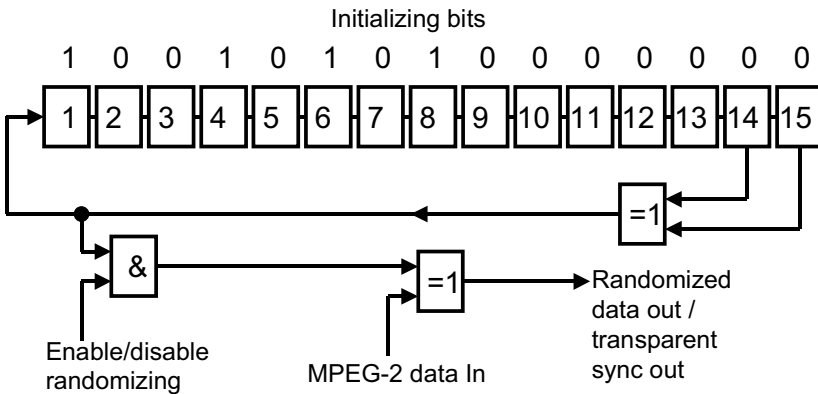 Initializing bits
1 0 0 1 0 1 0 1 0 0 0 0 0 0 0
1 2 3 4 5 6 7 8 9 10 11 12 13 14 15
=1
&
=1
Randomized
data out /
transparent
sync out
Enable/disable
randomizing
MPEG-2 data In